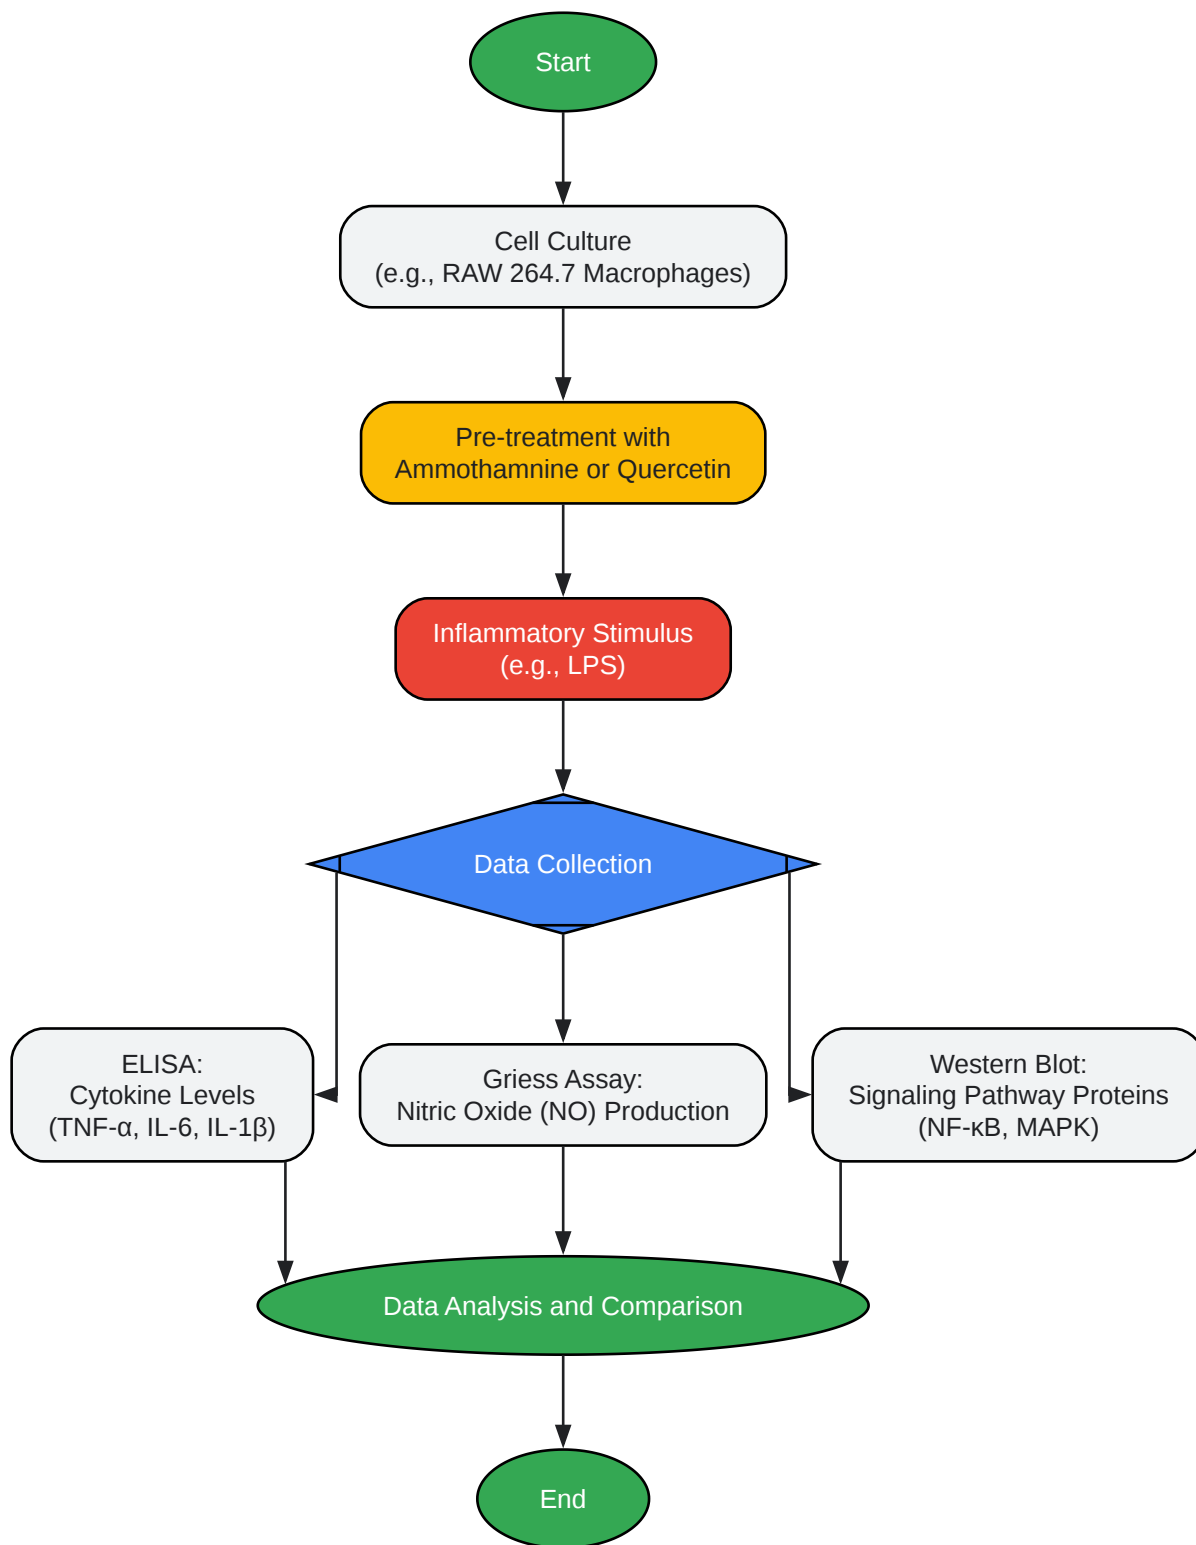 Start
Cell Culture
(e.g., RAW 264.7 Macrophages)
Pre-treatment with
Ammothamnine or Quercetin
Inflammatory Stimulus
(e.g., LPS)
Data Collection
ELISA:
Cytokine Levels
(TNF-α, IL-6, IL-1β)
Griess Assay:
Nitric Oxide (NO) Production
Western Blot:
Signaling Pathway Proteins
(NF-κB, MAPK)
Data Analysis and Comparison
End